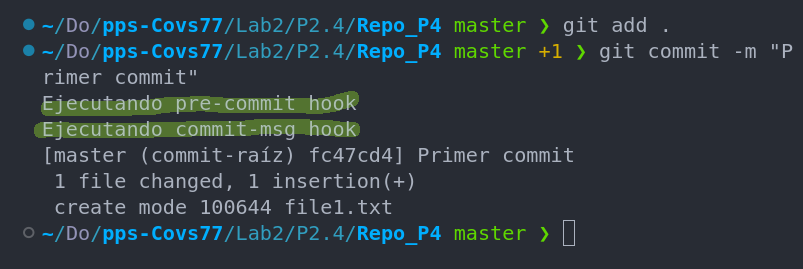 ~/Do/pps-Covs77/Lab2/P2.4/Repo_P4 master ❯ git add .
~/Do/pps-Covs77/Lab2/P2.4/Repo_P4 master +1 ❯ git commit -m "P
rimer commit"
Ejecutando pre-commit hook
Ejecutando commit-msg hook
[master (commit-raíz) fc47cd4] Primer commit
 1 file changed, 1 insertion(+)
 create mode 100644 file1.txt
~/Do/pps-Covs77/Lab2/P2.4/Repo_P4 master ❯